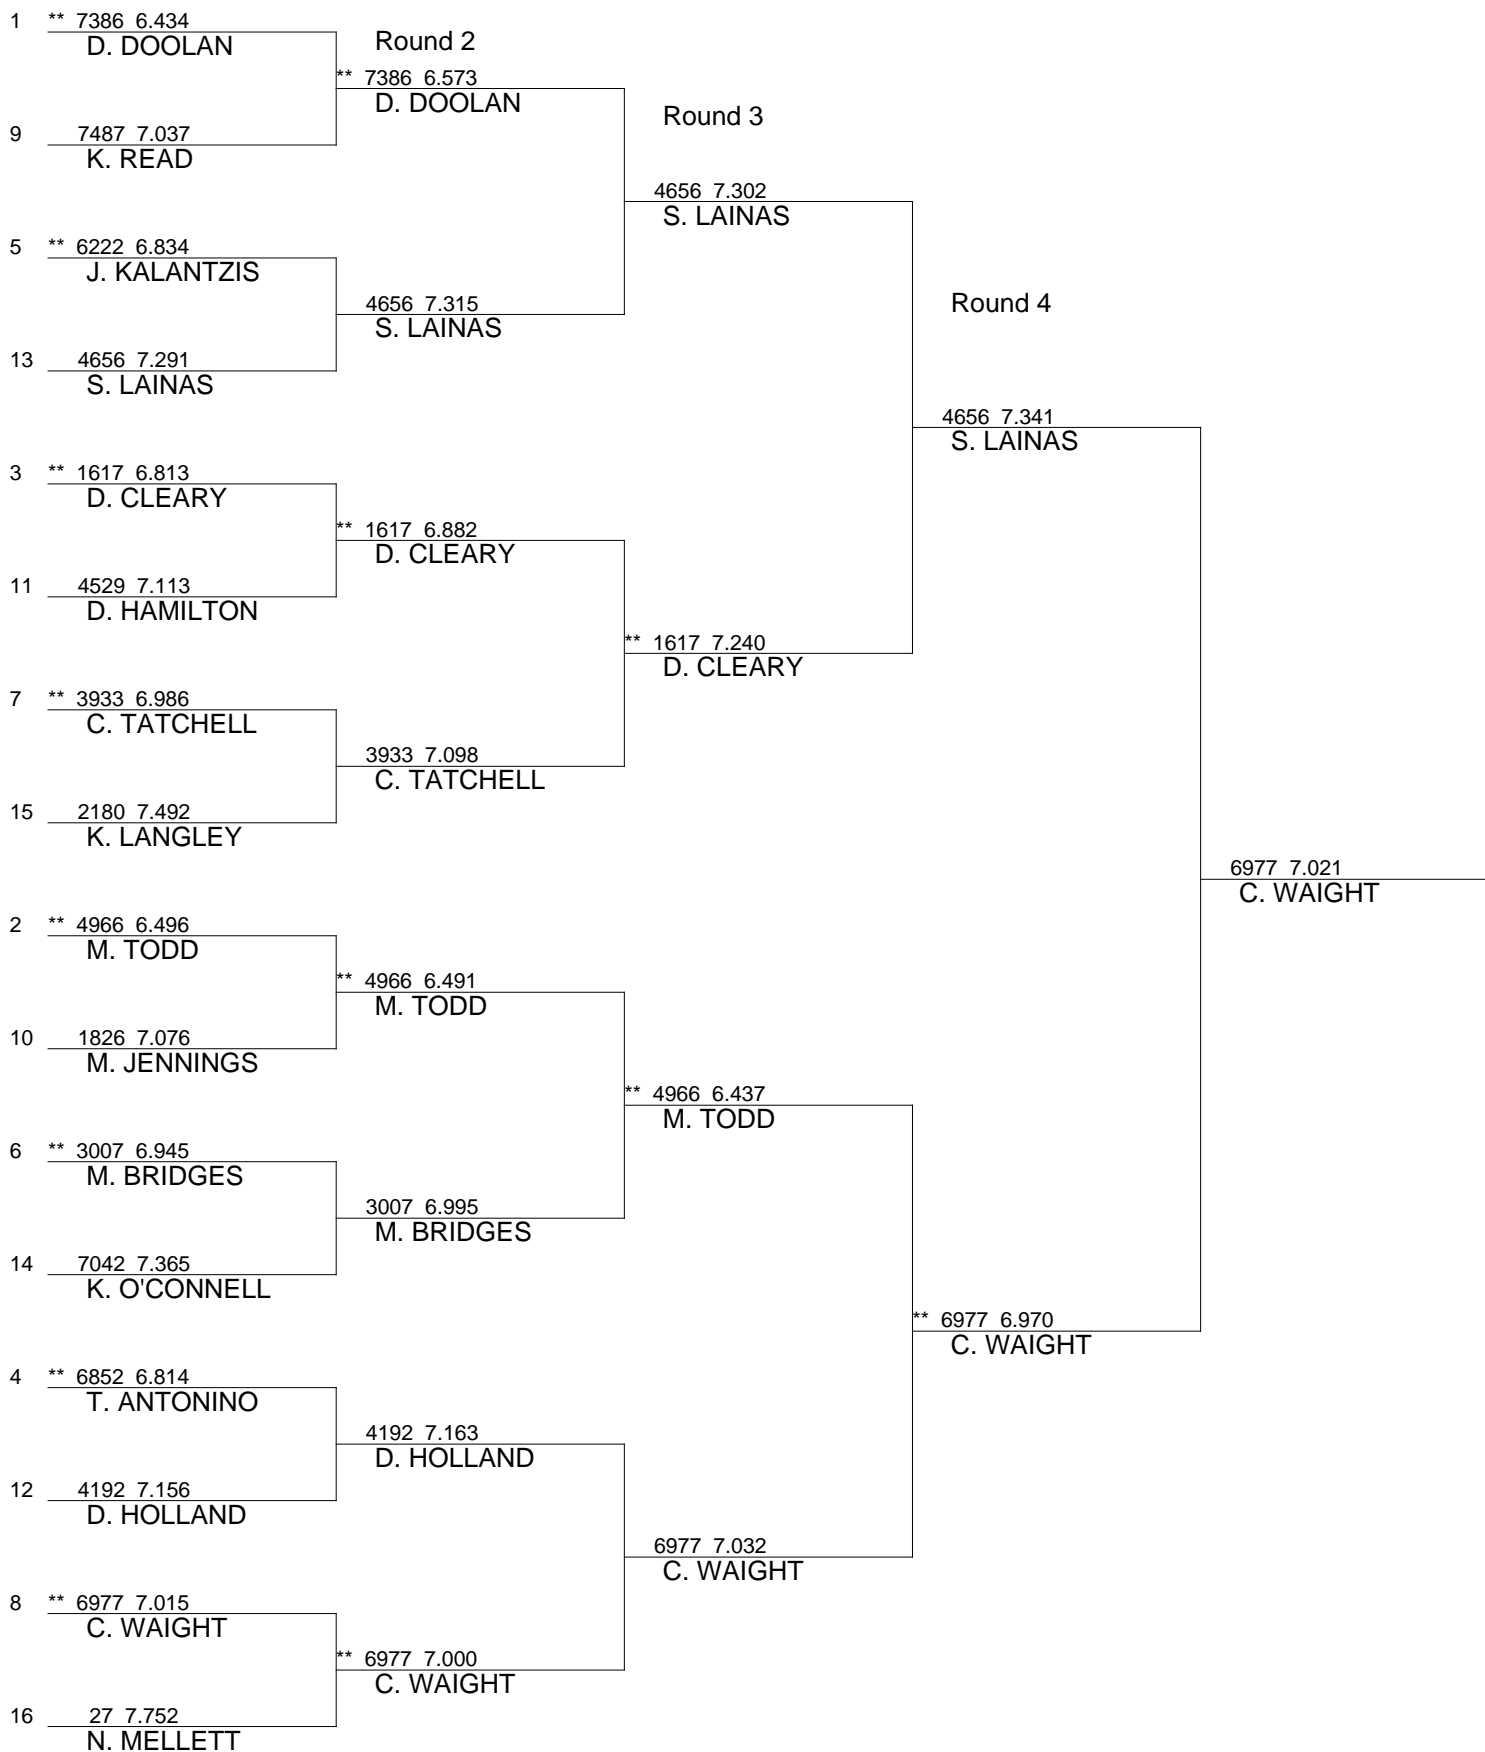 1 ** 7386 6.434
D. DOOLAN
Round 2
** 7386 6.573
D. DOOLAN
Round 3
9 7487 7.037
K. READ
4656 7.302
S. LAINAS
5 ** 6222 6.834
J. KALANTZIS
4656 7.315
S. LAINAS
Round 4
13 4656 7.291
S. LAINAS
4656 7.341
S. LAINAS
3 ** 1617 6.813
D. CLEARY
** 1617 6.882
D. CLEARY
11 4529 7.113
D. HAMILTON
** 1617 7.240
D. CLEARY
7 ** 3933 6.986
C. TATCHELL
3933 7.098
C. TATCHELL
15 2180 7.492
K. LANGLEY
6977 7.021
C. WAIGHT
2 ** 4966 6.496
M. TODD
** 4966 6.491
M. TODD
10 1826 7.076
M. JENNINGS
** 4966 6.437
M. TODD
6 ** 3007 6.945
M. BRIDGES
3007 6.995
M. BRIDGES
14 7042 7.365
K. O'CONNELL
** 6977 6.970
C. WAIGHT
4 ** 6852 6.814
T. ANTONINO
4192 7.163
D. HOLLAND
12 4192 7.156
D. HOLLAND
6977 7.032
C. WAIGHT
8 ** 6977 7.015
C. WAIGHT
** 6977 7.000
C. WAIGHT
16 27 7.752
N. MELLETT